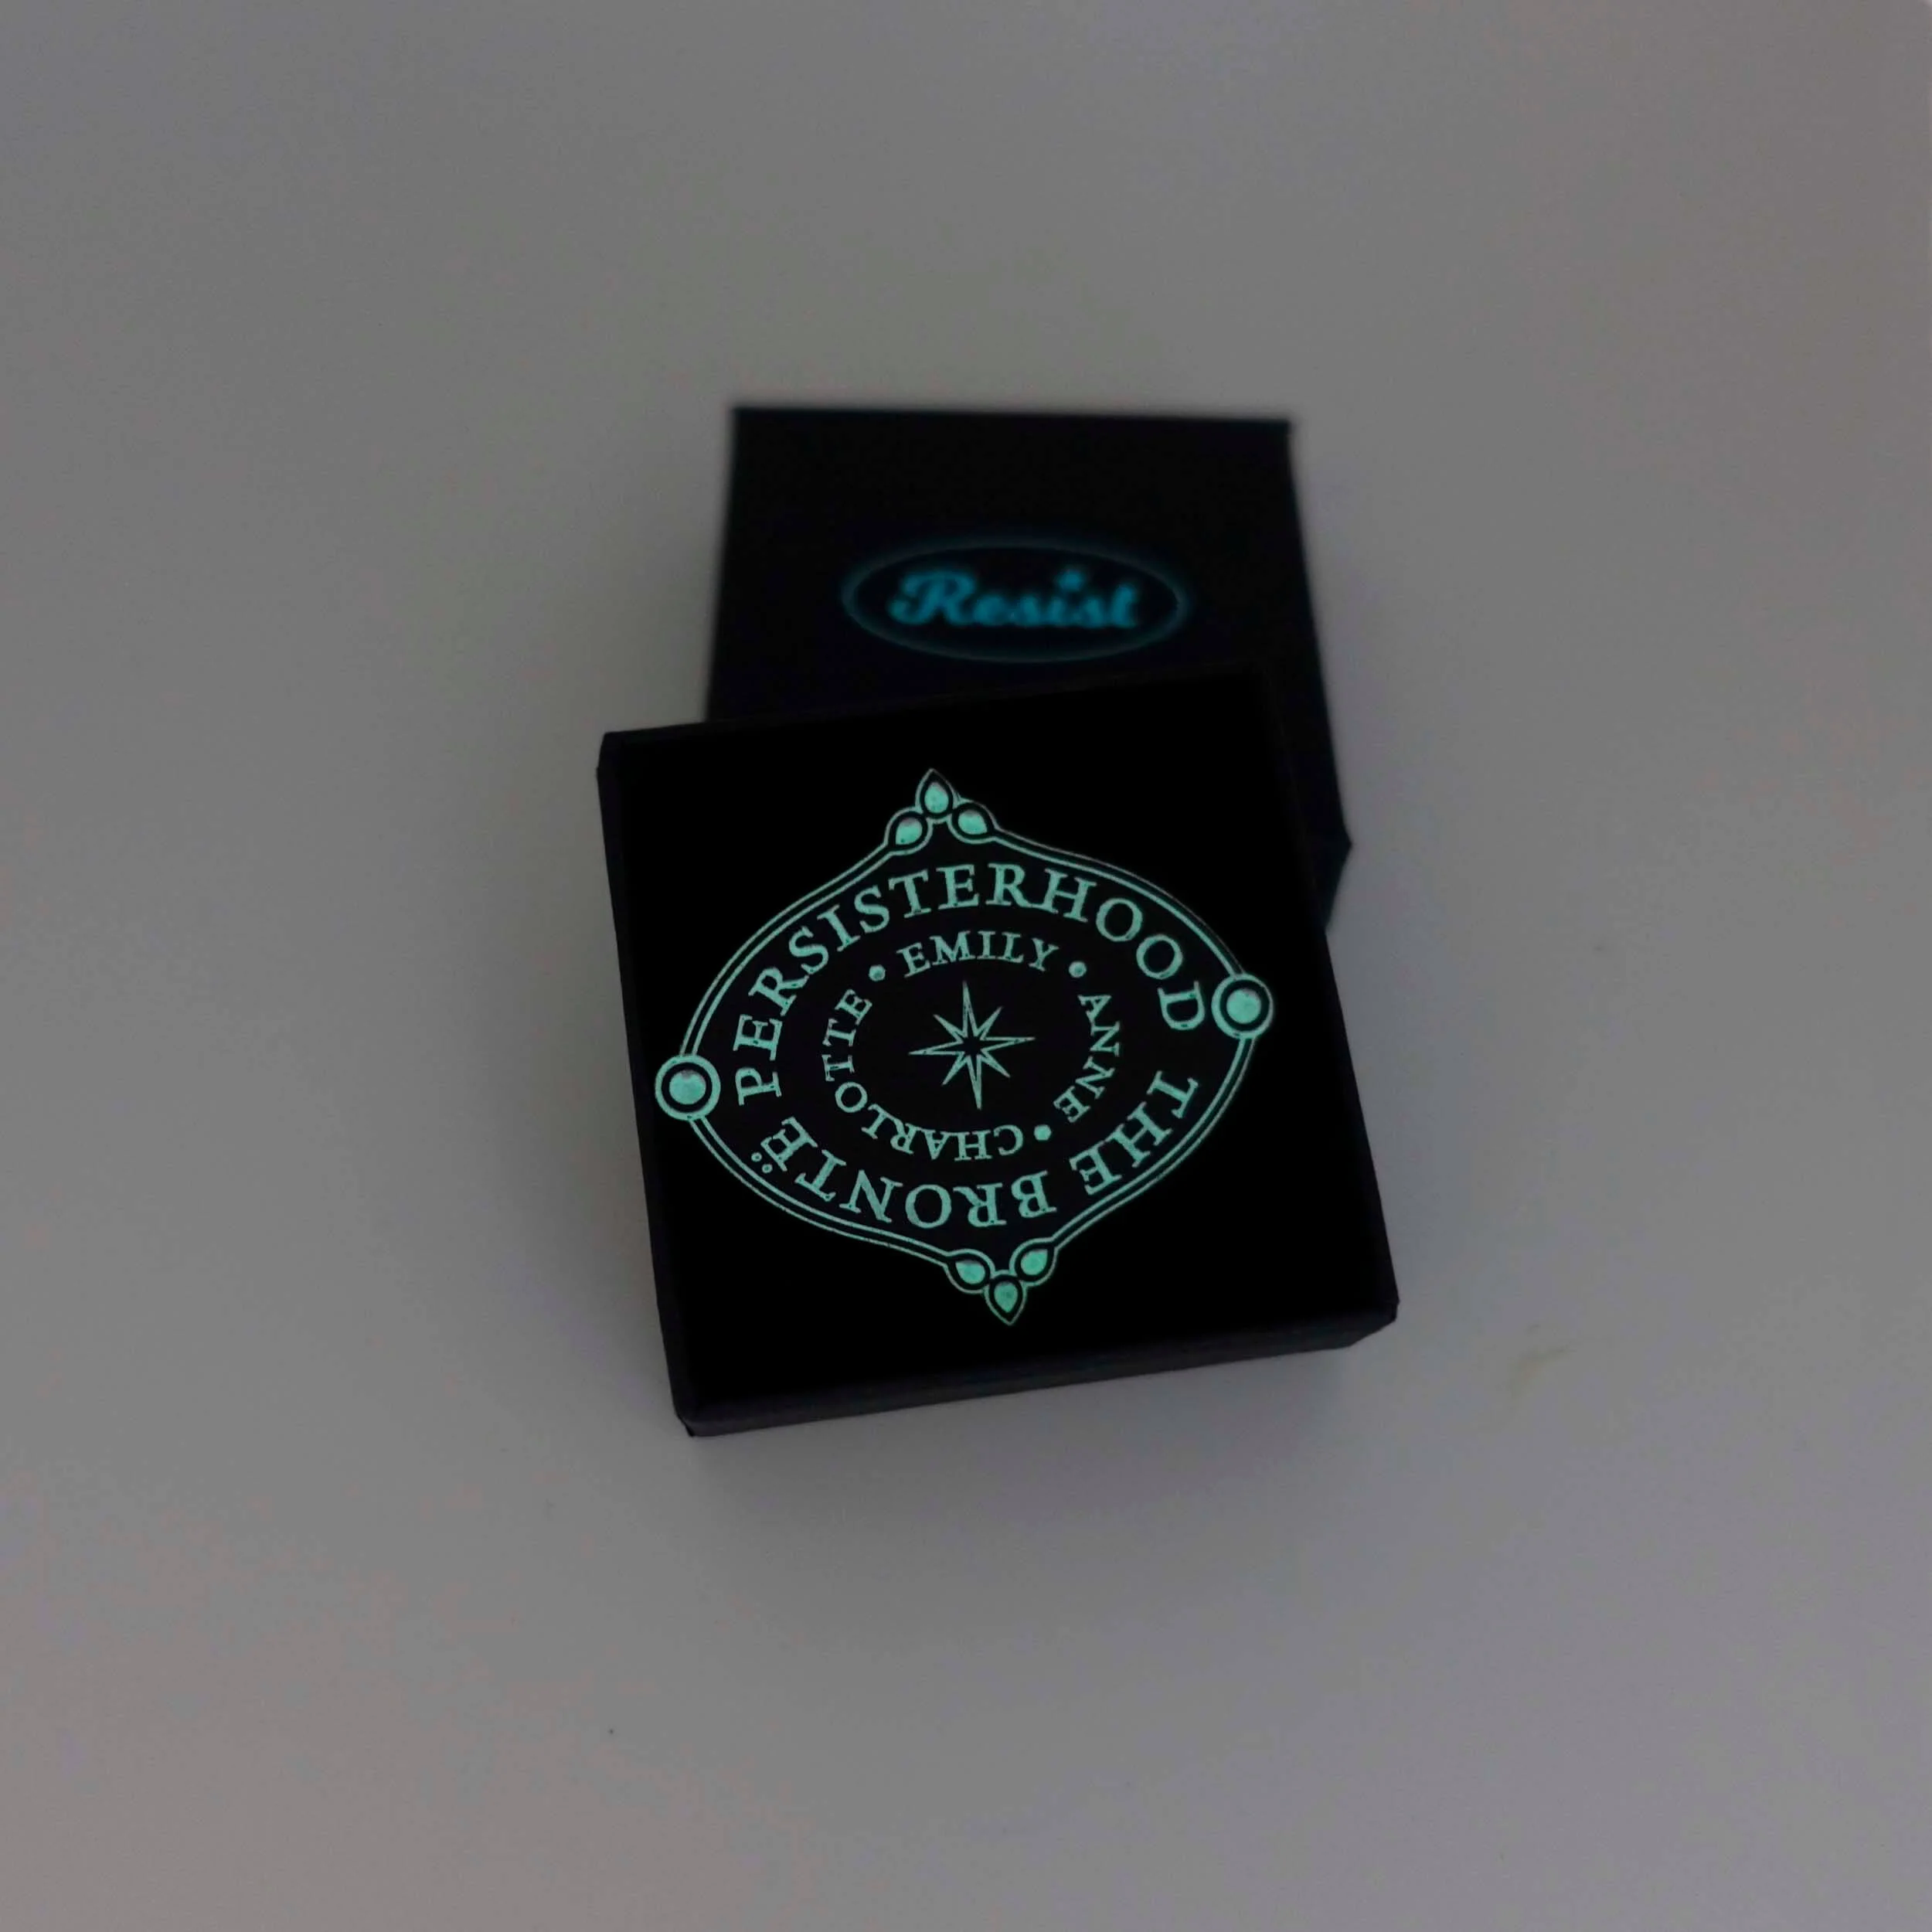 Resist
THE BRONTË PERSISTERHOOD
EMILY • ANNE • CHARLOTTE •